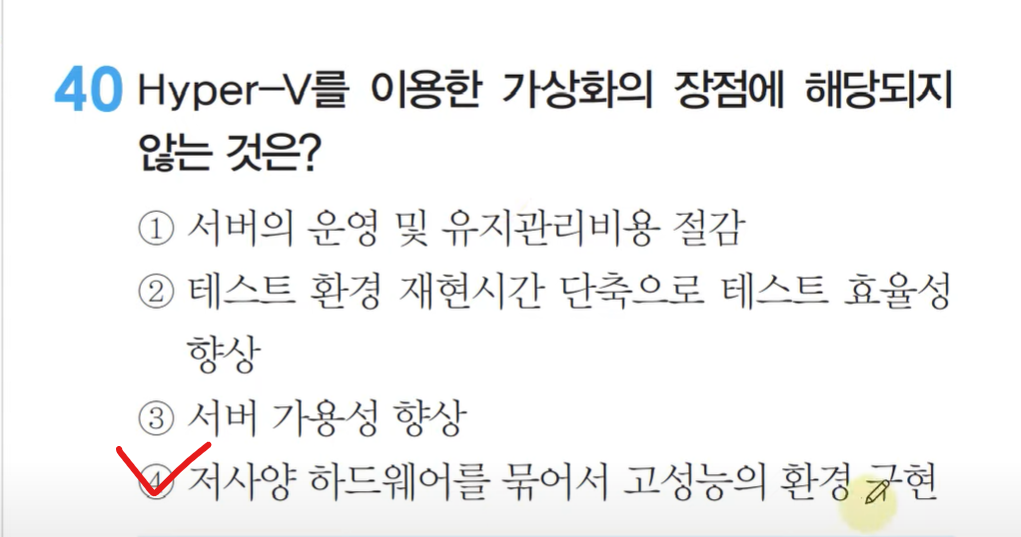 40 Hyper-V를 이용한 가상화의 장점에 해당되지
않는 것은?
① 서버의 운영 및 유지관리비용 절감
② 테스트 환경 재현시간 단축으로 테스트 효율성
향상
③ 서버 가용성 향상
④ 저사양 하드웨어를 묶어서 고성능의 환경 구현